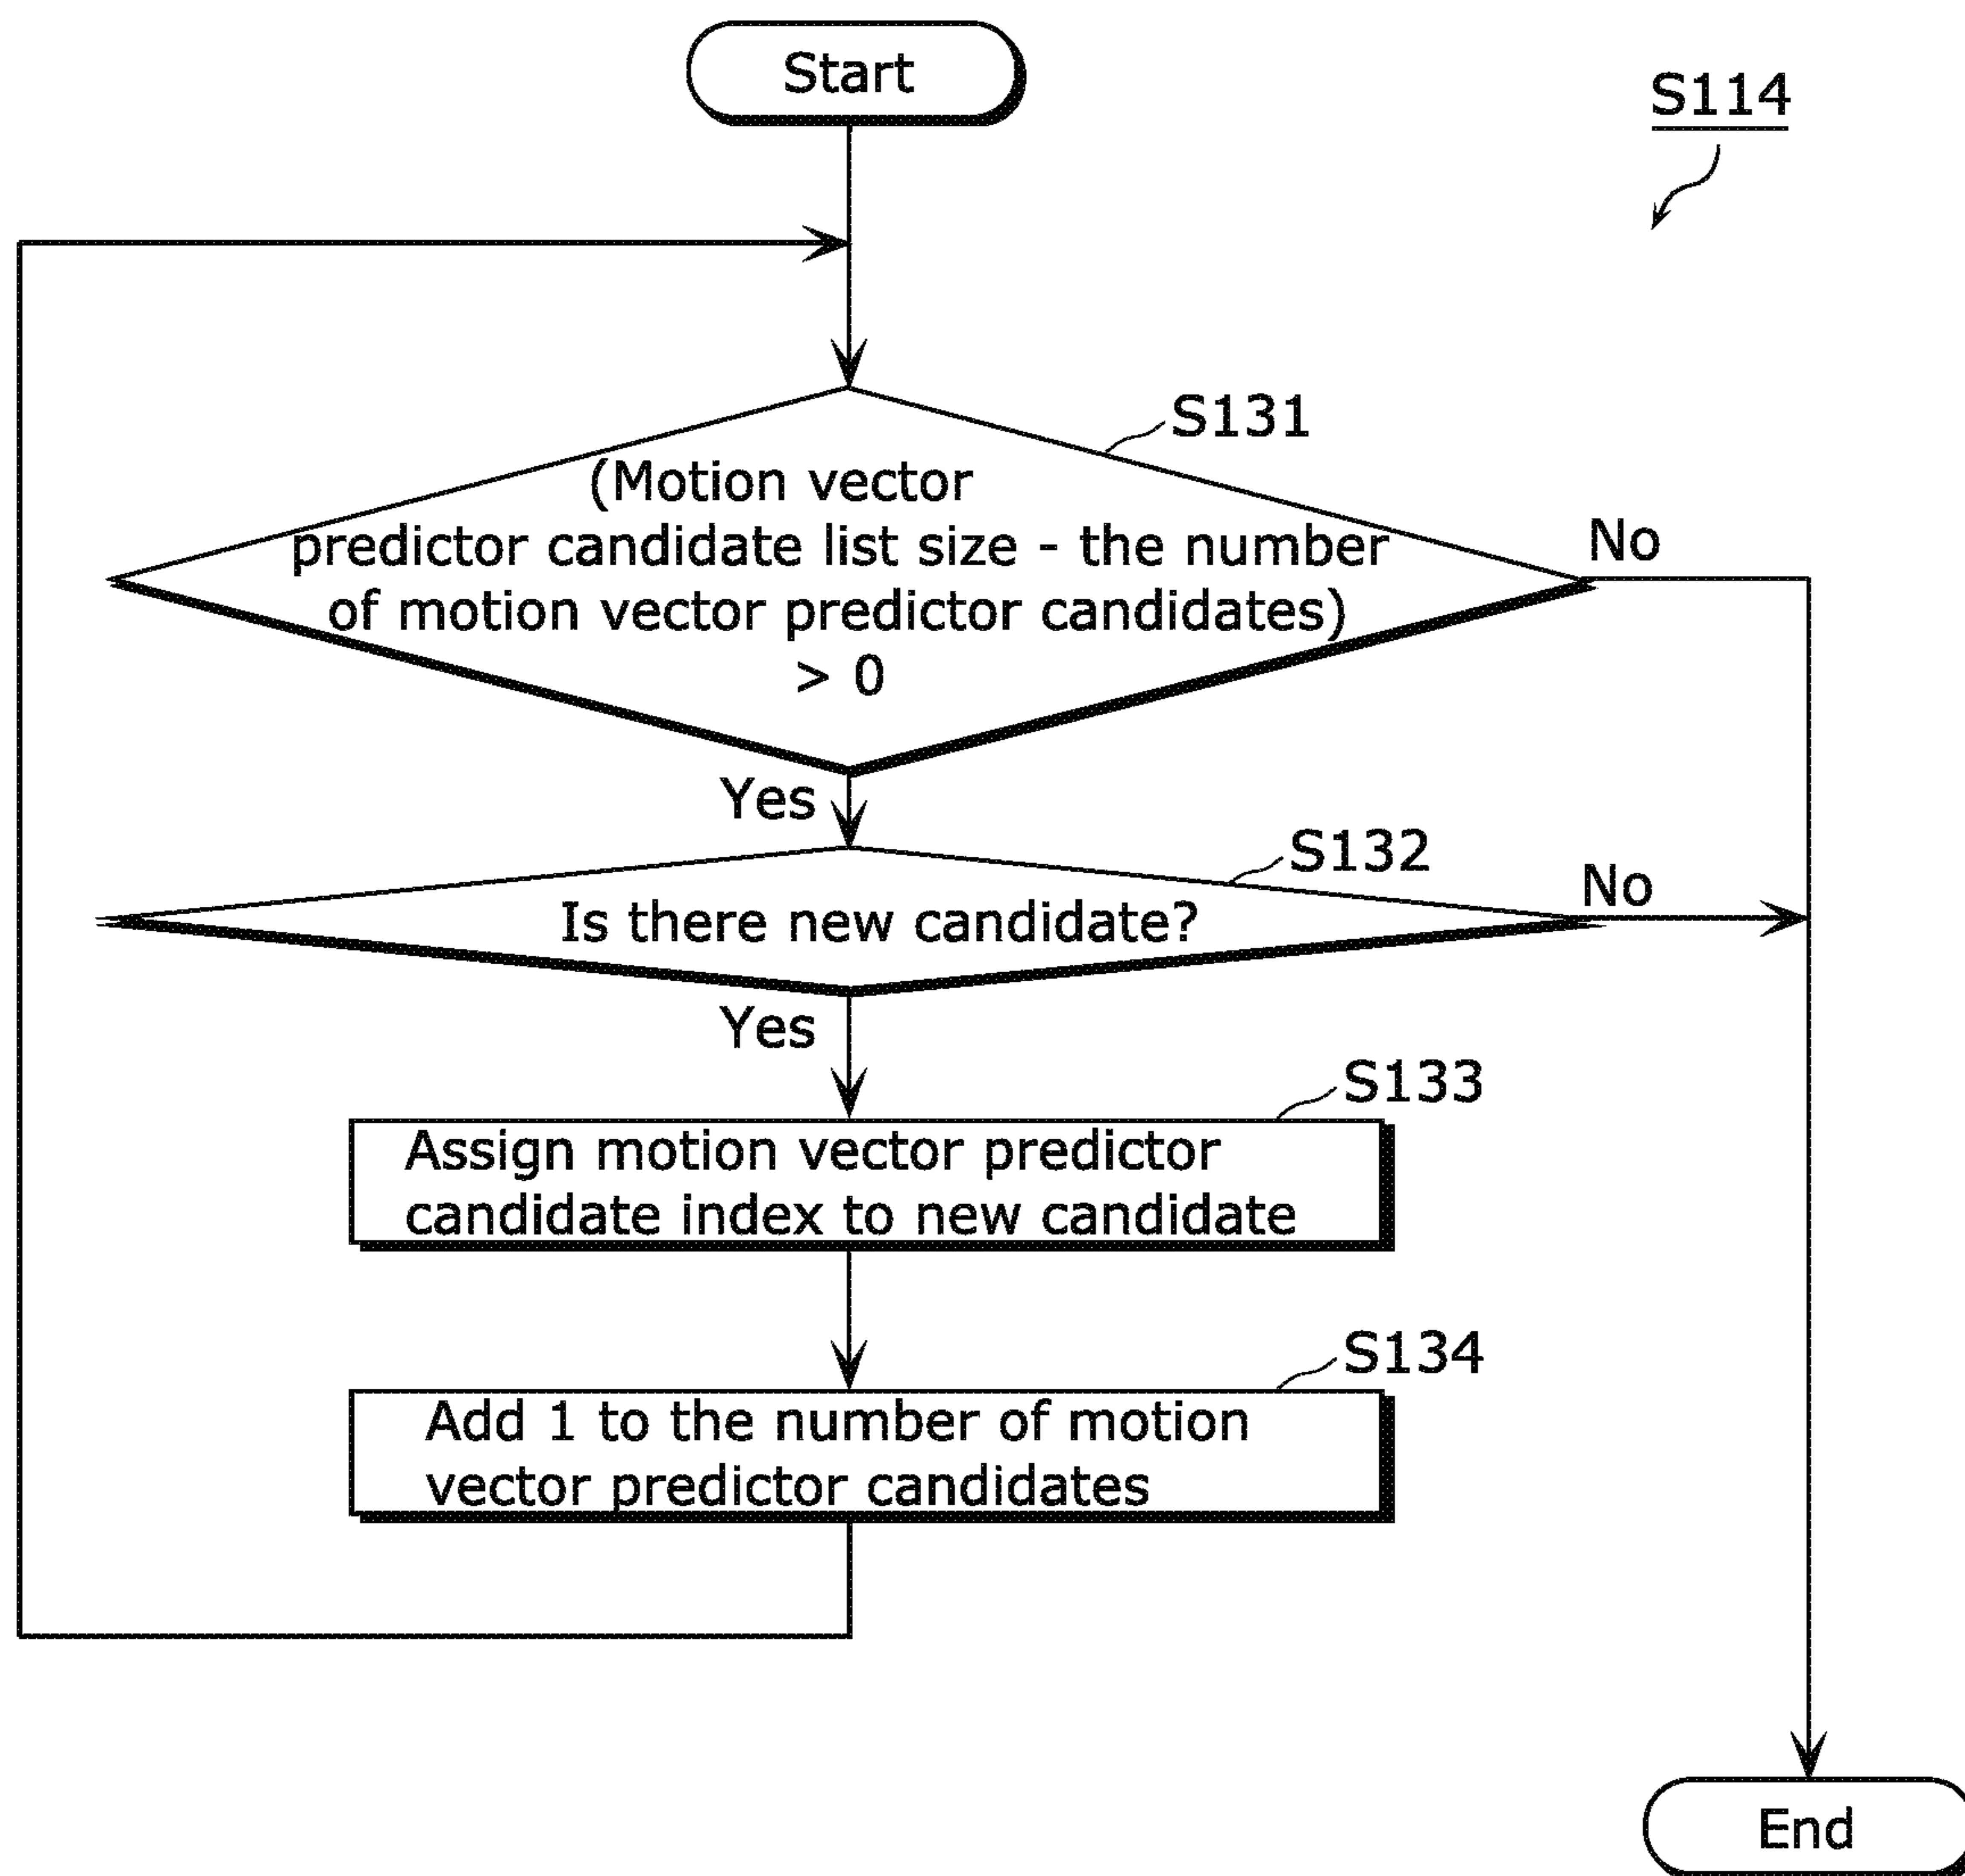 Start
S114
S131
(Motion vector
predictor candidate list size - the number
of motion vector predictor candidates)
> 0
No
Yes
S132
Is there new candidate?
No
Yes
S133
Assign motion vector predictor
candidate index to new candidate
S134
Add 1 to the number of motion
vector predictor candidates
End